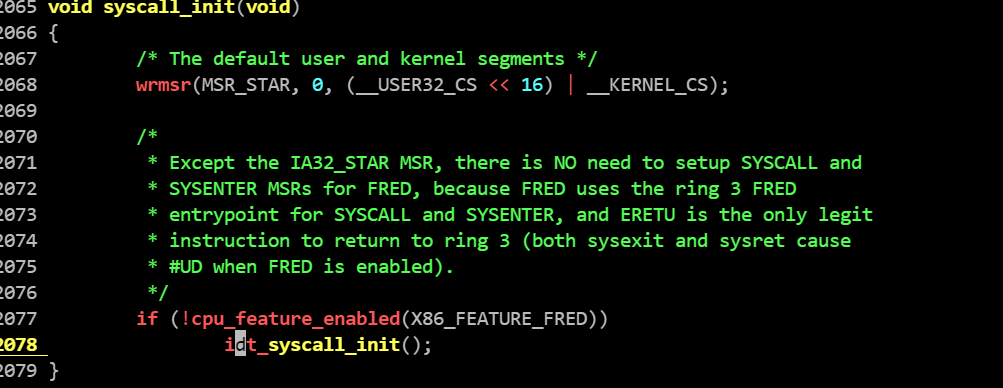 2065 void syscall_init(void)
2066 {
2067 /* The default user and kernel segments */
2068 wrmsr(MSR_STAR, 0, (__USER32_CS << 16) | __KERNEL_CS);
2069
2070 /*
2071 * Except the IA32_STAR MSR, there is NO need to setup SYSCALL and
2072 * SYSENTER MSRs for FRED, because FRED uses the ring 3 FRED
2073 * entrypoint for SYSCALL and SYSENTER, and ERETU is the only legit
2074 * instruction to return to ring 3 (both sysexit and sysret cause
2075 * #UD when FRED is enabled).
2076 */
2077 if (!cpu_feature_enabled(X86_FEATURE_FRED))
2078 idt_syscall_init();
2079 }